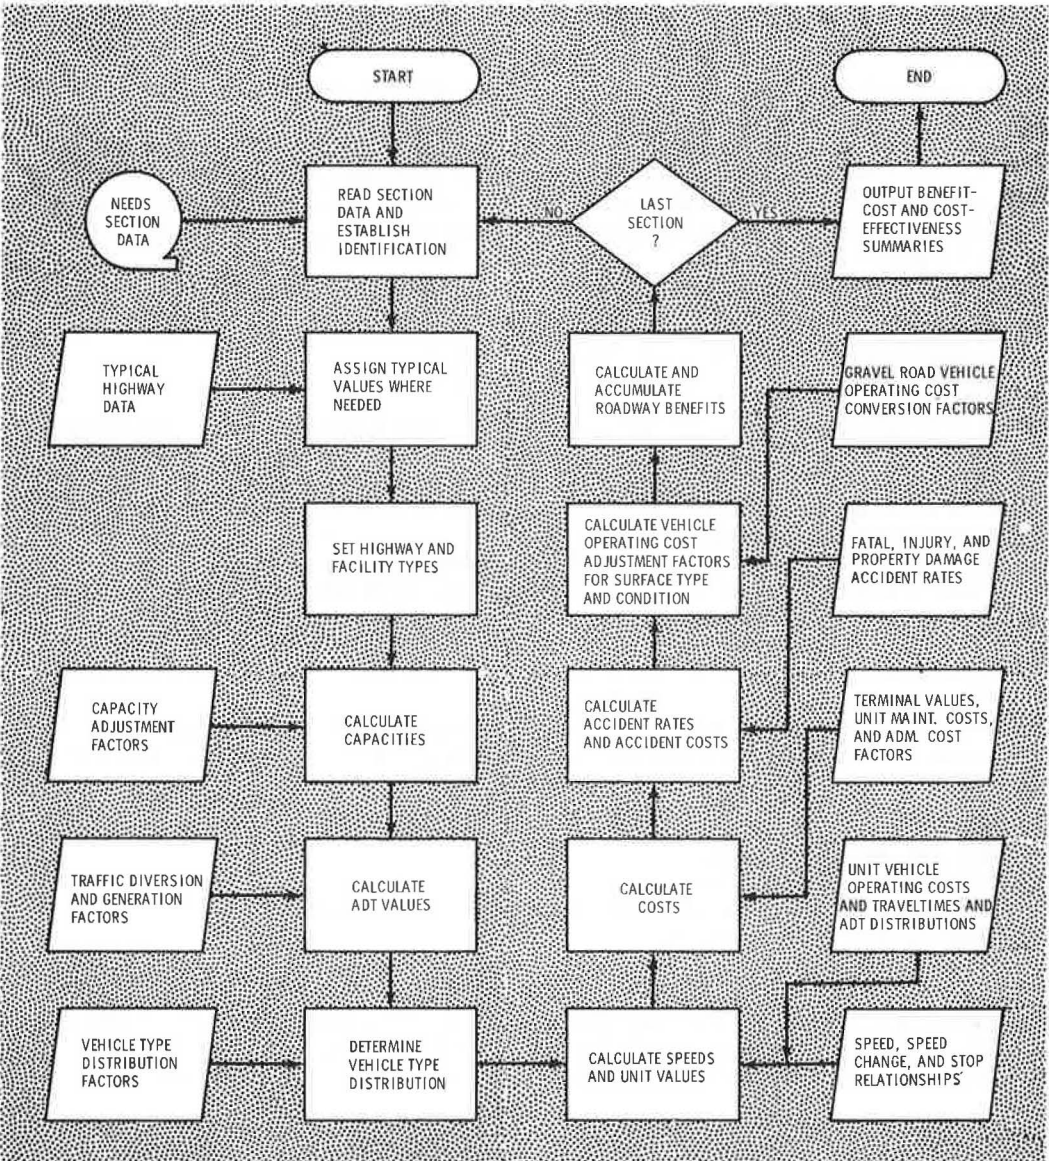 START
END
NEEDS
SECTION
DATA
READ SECTION
DATA AND
ESTABLISH
IDENTIFICATION
NO
LAST
SECTION
?
YES
OUTPUT BENEFIT-
COST AND COST-
EFFECTIVENESS
SUMMARIES
TYPICAL
HIGHWAY
DATA
ASSIGN TYPICAL
VALUES WHERE
NEEDED
CALCULATE AND
ACCUMULATE
ROADWAY BENEFITS
GRAVEL ROAD VEHICLE
OPERATING COST
CONVERSION FACTORS
SET HIGHWAY AND
FACILITY TYPES
CALCULATE VEHICLE
OPERATING COST
ADJUSTMENT FACTORS
FOR SURFACE TYPE
AND CONDITION
FATAL, INJURY, AND
PROPERTY DAMAGE
ACCIDENT RATES
CAPACITY
ADJUSTMENT
FACTORS
CALCULATE
CAPACITIES
CALCULATE
ACCIDENT RATES
AND ACCIDENT COSTS
TERMINAL VALUES,
UNIT MAINT. COSTS,
AND ADM. COST
FACTORS
TRAFFIC DIVERSION
AND GENERATION
FACTORS
CALCULATE
ADT VALUES
CALCULATE
COSTS
UNIT VEHICLE
OPERATING COSTS
AND TRAVELTIMES AND
ADT DISTRIBUTIONS
VEHICLE TYPE
DISTRIBUTION
FACTORS
DETERMINE
VEHICLE TYPE
DISTRIBUTION
CALCULATE SPEEDS
AND UNIT VALUES
SPEED, SPEED
CHANGE, AND STOP
RELATIONSHIPS